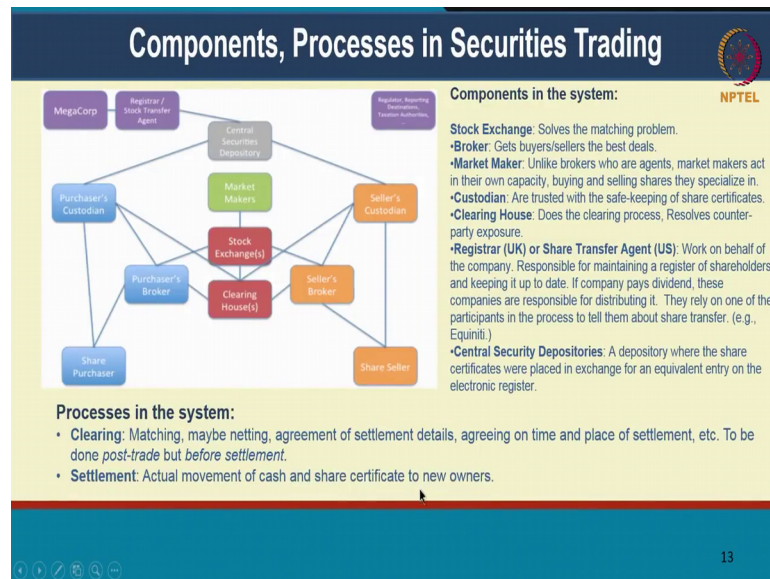 Components, Processes in Securities Trading
NPTEL
MegaCorp
Registrar /
Stock Transfer
Agent
Regulator, Reporting
Destinations,
Taxation Authorities,
...
Central
Securities
Depository
Purchaser's
Custodian
Market
Makers
Seller's
Custodian
Stock
Exchange(s)
Purchaser's
Broker
Seller's
Broker
Clearing
House(s)
Share
Purchaser
Share Seller
Components in the system:
Stock Exchange: Solves the matching problem.
•Broker: Gets buyers/sellers the best deals.
•Market Maker: Unlike brokers who are agents, market makers act
in their own capacity, buying and selling shares they specialize in.
•Custodian: Are trusted with the safe-keeping of share certificates.
•Clearing House: Does the clearing process, Resolves counter-
party exposure.
•Registrar (UK) or Share Transfer Agent (US): Work on behalf of
the company. Responsible for maintaining a register of shareholders
and keeping it up to date. If company pays dividend, these
companies are responsible for distributing it. They rely on one of the
participants in the process to tell them about share transfer. (e.g.,
Equiniti.)
•Central Security Depositories: A depository where the share
certificates were placed in exchange for an equivalent entry on the
electronic register.
Processes in the system:
• Clearing: Matching, maybe netting, agreement of settlement details, agreeing on time and place of settlement, etc. To be
done post-trade but before settlement.
• Settlement: Actual movement of cash and share certificate to new owners.
13